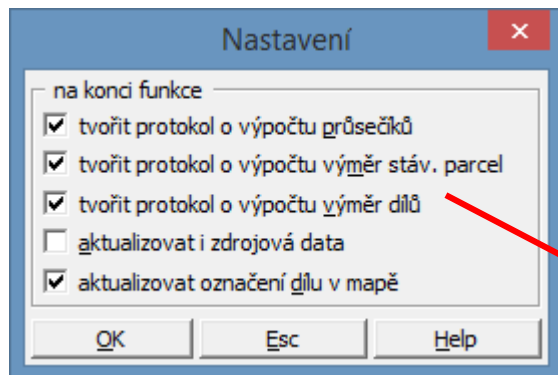 Nastavení
na konci funkce
tvořit protokol o výpočtu průsečíků
tvořit protokol o výpočtu výměr stáv. parcel
tvořit protokol o výpočtu výměr dílů
aktualizovat i zdrojová data
aktualizovat označení dílu v mapě
OK Esc Help